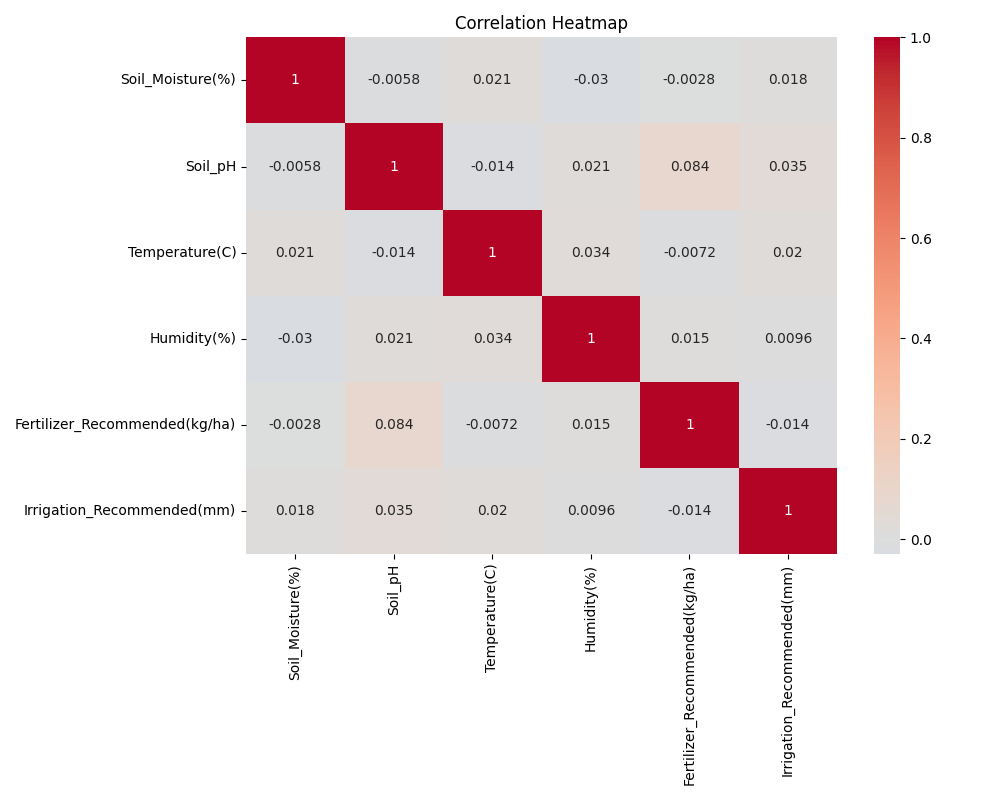 Correlation Heatmap
Soil_Moisture(%) 1 -0.0058 0.021 -0.03 -0.0028 0.018
Soil_pH -0.0058 1 -0.014 0.021 0.084 0.035
Temperature(C) 0.021 -0.014 1 0.034 -0.0072 0.02
Humidity(%) -0.03 0.021 0.034 1 0.015 0.0096
Fertilizer_Recommended(kg/ha) -0.0028 0.084 -0.0072 0.015 1 -0.014
Irrigation_Recommended(mm) 0.018 0.035 0.02 0.0096 -0.014 1
Soil_Moisture(%)
Soil_pH
Temperature(C)
Humidity(%)
Fertilizer_Recommended(kg/ha)
Irrigation_Recommended(mm)
1.0
0.8
0.6
0.4
0.2
0.0